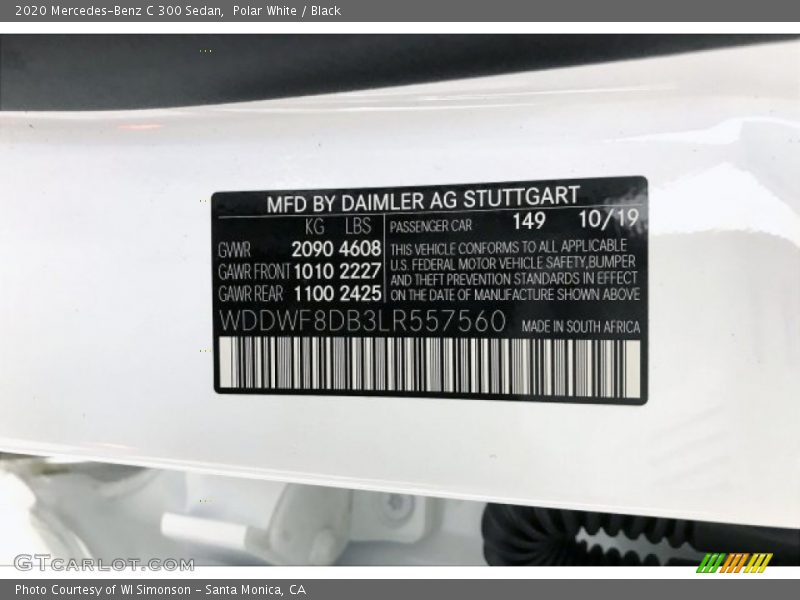 2020 Mercedes-Benz C 300 Sedan, Polar White / Black
MFD BY DAIMLER AG STUTTGART
KG LBS PASSENGER CAR 149 10/19
GVWR 2090 4608 THIS VEHICLE CONFORMS TO ALL APPLICABLE
GAWR FRONT 1010 2227 U.S. FEDERAL MOTOR VEHICLE SAFETY,BUMPER
AND THEFT PREVENTION STANDARDS IN EFFECT
GAWR REAR 1100 2425 ON THE DATE OF MANUFACTURE SHOWN ABOVE
WDDWF8DB3LR557560 MADE IN SOUTH AFRICA
GTCARLOT.COM
Photo Courtesy of WI Simonson - Santa Monica, CA